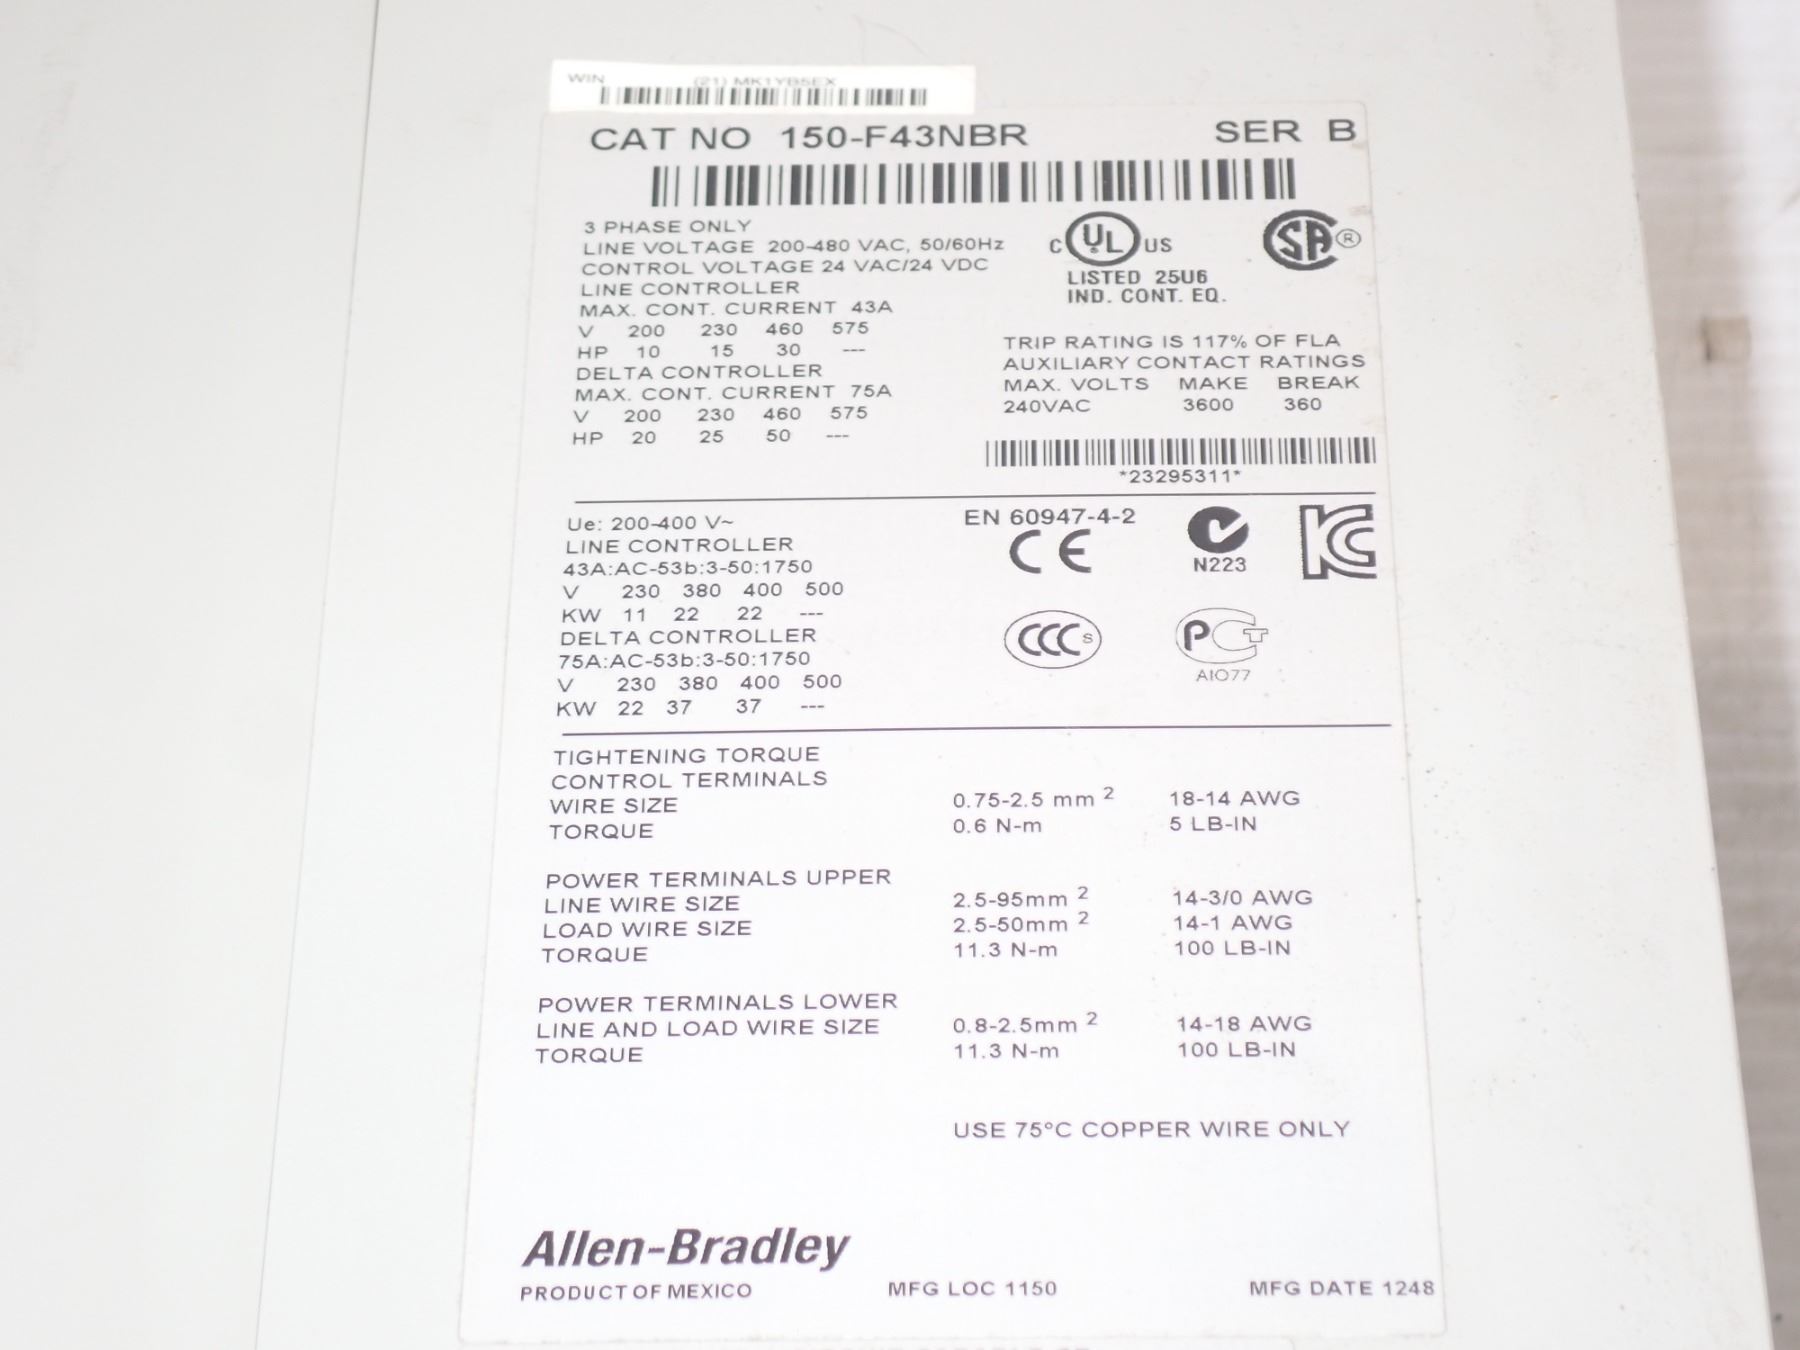 WIN (21) MK1YB5EX
CAT NO 150-F43NBR SER B
3 PHASE ONLY
LINE VOLTAGE 200-480 VAC, 50/60Hz
CONTROL VOLTAGE 24 VAC/24 VDC
LINE CONTROLLER
MAX. CONT. CURRENT 43A
V 200 230 460 575
HP 10 15 30 ---
DELTA CONTROLLER
MAX. CONT. CURRENT 75A
V 200 230 460 575
HP 20 25 50 ---
C UL US
LISTED 25U6
IND. CONT. EQ.
SA ®
TRIP RATING IS 117% OF FLA
AUXILIARY CONTACT RATINGS
MAX. VOLTS MAKE BREAK
240VAC 3600 360
*23295311*
Ue: 200-400 V~
LINE CONTROLLER
43A:AC-53b:3-50:1750
V 230 380 400 500
KW 11 22 22 ---
DELTA CONTROLLER
75A:AC-53b:3-50:1750
V 230 380 400 500
KW 22 37 37 ---
EN 60947-4-2
CE
N223
KC
CCC S
PCT
AIO77
TIGHTENING TORQUE
CONTROL TERMINALS
WIRE SIZE 0.75-2.5 mm 2 18-14 AWG
TORQUE 0.6 N-m 5 LB-IN
POWER TERMINALS UPPER
LINE WIRE SIZE 2.5-95mm 2 14-3/0 AWG
LOAD WIRE SIZE 2.5-50mm 2 14-1 AWG
TORQUE 11.3 N-m 100 LB-IN
POWER TERMINALS LOWER
LINE AND LOAD WIRE SIZE 0.8-2.5mm 2 14-18 AWG
TORQUE 11.3 N-m 100 LB-IN
USE 75°C COPPER WIRE ONLY
Allen-Bradley
PRODUCT OF MEXICO MFG LOC 1150 MFG DATE 1248